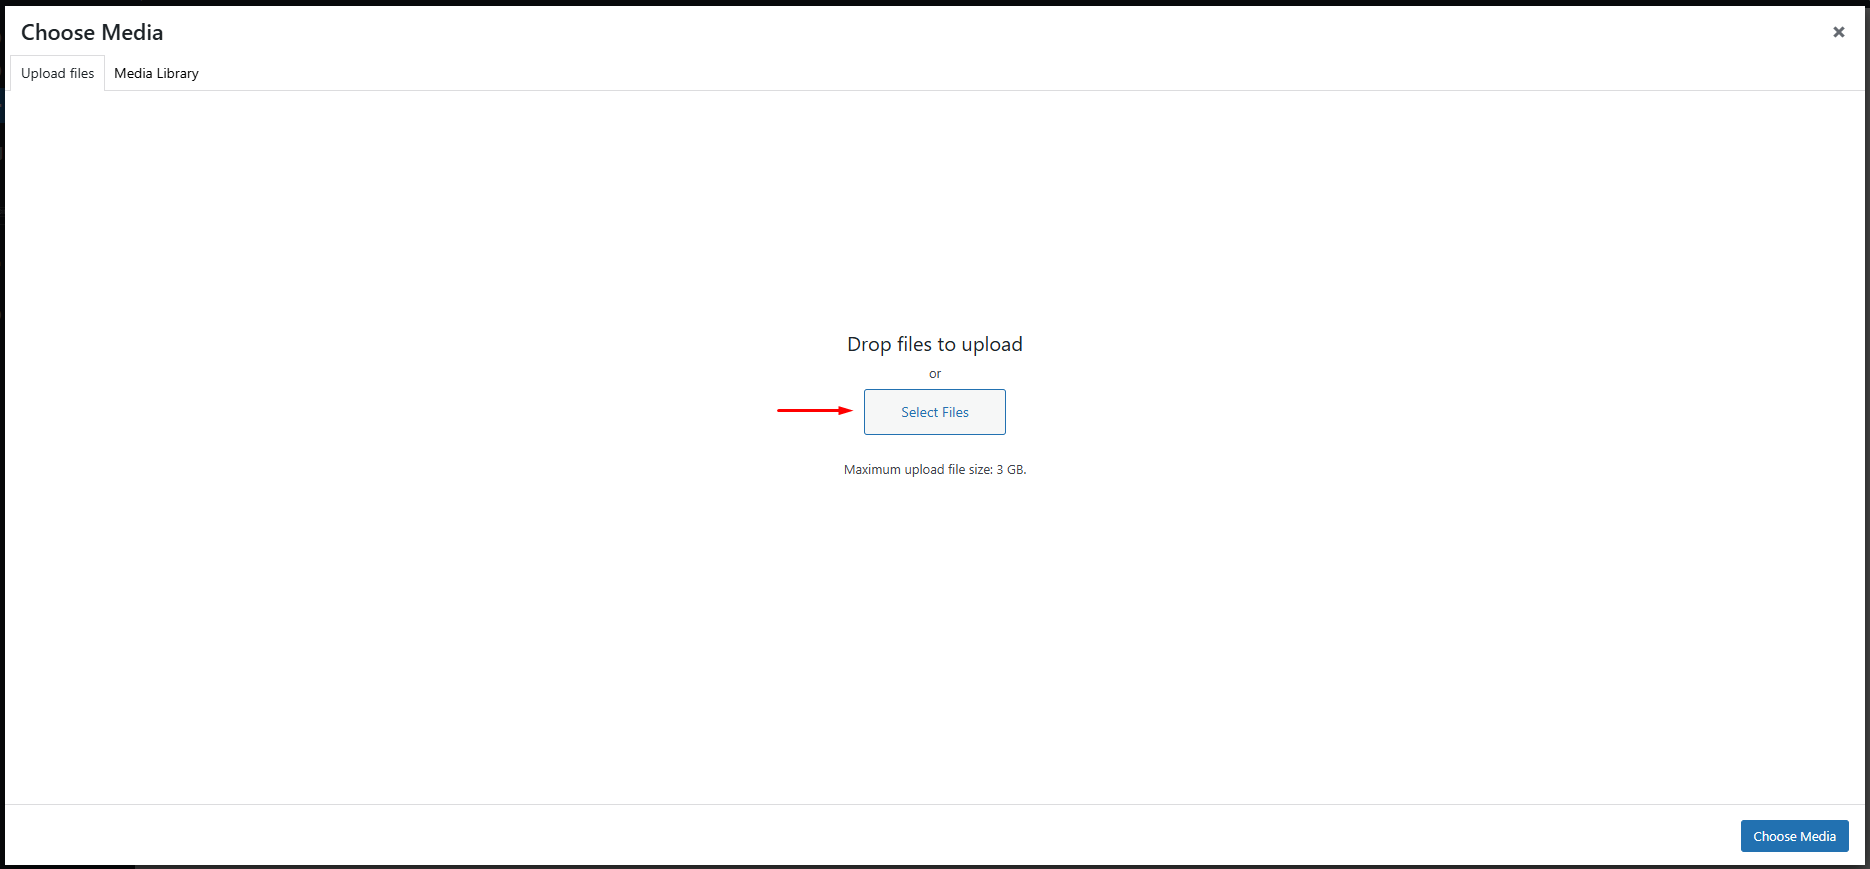 Choose Media
Upload files
Media Library
Drop files to upload
or
Select Files
Maximum upload file size: 3 GB.
Choose Media